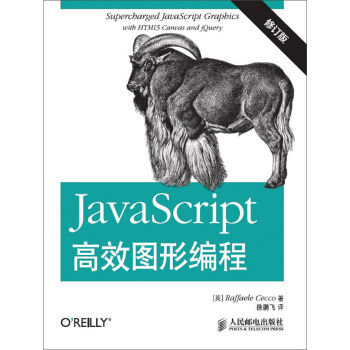 Supercharged JavaScript Graphics
with HTML5 Canvas and jQuery
修订版
JavaScript
高效图形编程
[英] Raffaele Cecco 著
徐鹏飞 译
O'REILLY®
人民邮电出版社
POSTS & TELECOM PRESS